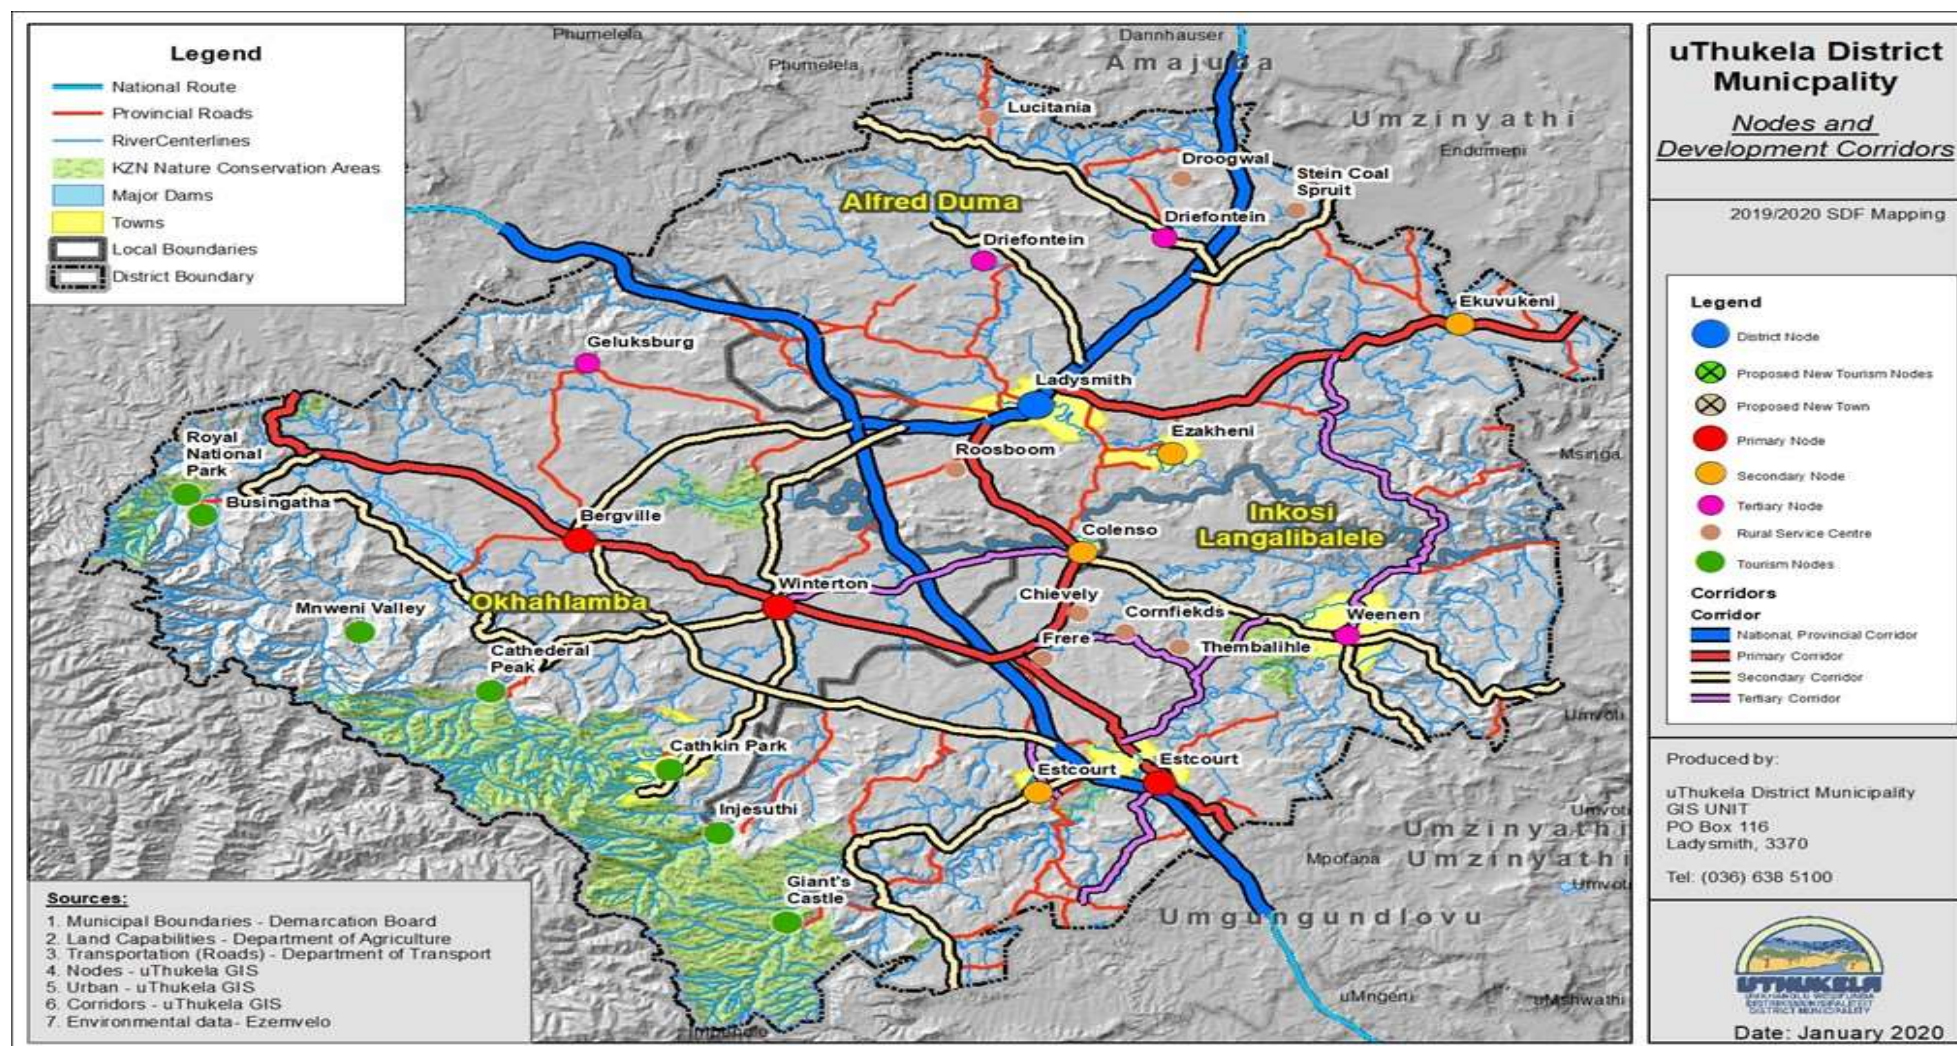 Legend
National Route
Provincial Roads
RiverCenterlines
KZN Nature Conservation Areas
Major Dams
Towns
Local Boundaries
District Boundary
Phumelela
Phumelela
Dannhauser
Amajuba
Umzinyathi
Endumeni
Lucitania
Droogwal
Stein Coal
Spruit
Alfred Duma
Driefontein
Driefontein
Ekuvukeni
Geluksburg
Ladysmith
Ezakheni
Roosboom
Msinga
Royal
National
Park
Busingatha
Bergville
Colenso
Inkosi
Langalibalele
Winterton
Okhahlamba
Mnweni Valley
Chievely
Cornfiekds
Weenen
Frere
Thembalihle
Cathederal
Peak
Umvoti
Cathkin Park
Estcourt
Estcourt
Injesuthi
Umvoti
Umzinyathi
Mpofana
Umzinyathi
Umvoti
Giant's
Castle
Umgungundlovu
uMngeni
uMshwathi
Sources:
1. Municipal Boundaries - Demarcation Board
2. Land Capabilities - Department of Agriculture
3. Transportation (Roads) - Department of Transport
4. Nodes - uThukela GIS
5. Urban - uThukela GIS
6. Corridors - uThukela GIS
7. Environmental data- Ezemvelo
uThukela District
Municpality
Nodes and
Development Corridors
2019/2020 SDF Mapping
Legend
District Node
Proposed New Tourism Nodes
Proposed New Town
Primary Node
Secondary Node
Tertiary Node
Rural Service Centre
Tourism Nodes
Corridors
Corridor
National, Provincial Corridor
Primary Corridor
Secondary Corridor
Tertiary Corridor
Produced by:
uThukela District Municipality
GIS UNIT
PO Box 116
Ladysmith, 3370
Tel: (036) 638 5100
UTHUKELA
DISTRICT MUNICIPALITY
Date: January 2020